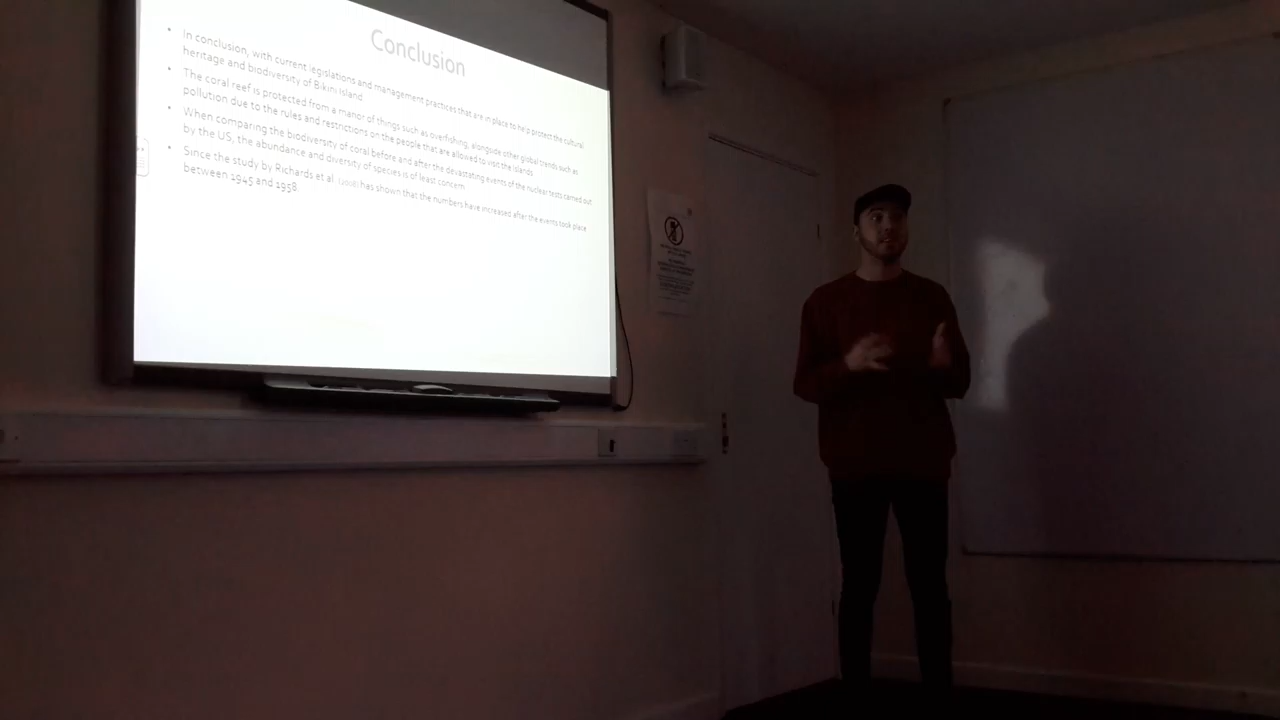 Conclusion
In conclusion, with current legislations and management practices that are in place to help protect the cultural
heritage and biodiversity of Bikini Island
The coral reef is protected from a manor of things such as overfishing, alongside other global trends such as
pollution due to the rules and restrictions on the people that are allowed to visit the islands
When comparing the biodiversity of coral before and after the devastating events of the nuclear tests carried out
by the US, the abundance and diversity of species is of least concern
Since the study by Richards et al (2008) has shown that the numbers have increased after the events took place
between 1945 and 1958.